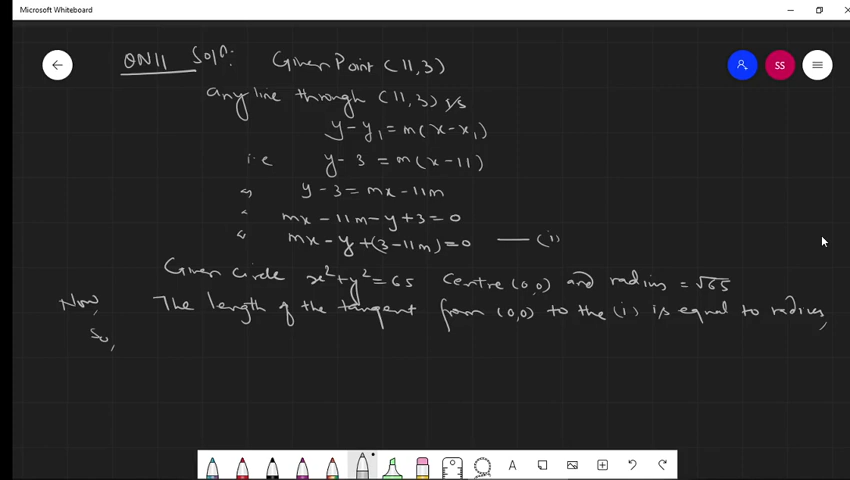 Microsoft Whiteboard
SS
QN11 Solⁿ: Given Point (11,3)
any line through (11,3) is
y-y₁=m(x-x₁)
i.e y-3=m(x-11)
" y-3=mx-11m
" mx-11m-y+3=0
" mx-y+(3-11m)=0 —— (i)
Given Circle x²+y²=65 Centre (0,0) and radius=√65
Now, The length of the tangent from (0,0) to the (i) is equal to radius,
So,
A